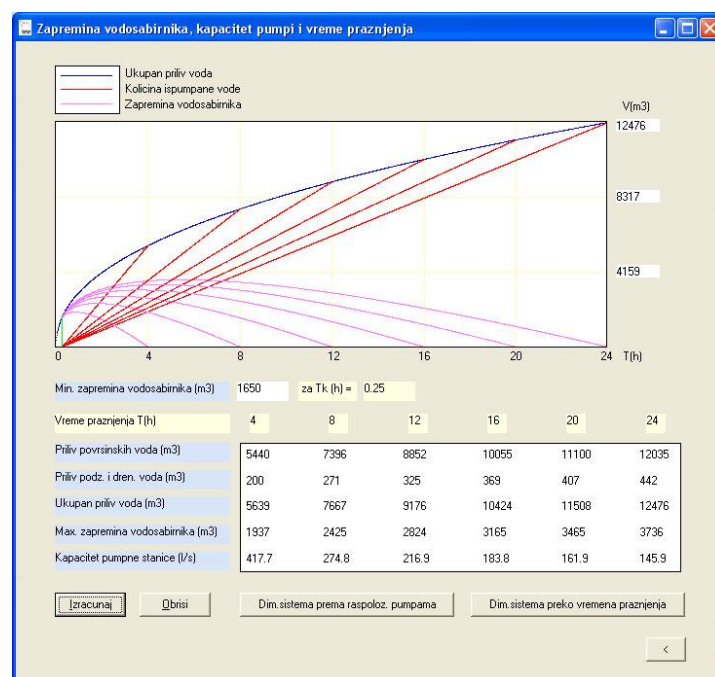 Zapremina vodosabirnika, kapacitet pumpi i vreme praznjenja
Ukupan priliv voda
Kolicina ispumpane vode
Zapremina vodosabirnika
V(m3)
12476
8317
4159
0 4 8 12 16 20 24 T(h)
Min. zapremina vodosabirnika (m3) 1650 za Tk (h) = 0.25
Vreme praznjenja T(h) 4 8 12 16 20 24
Priliv povrsinskih voda (m3) 5440 7396 8852 10055 11100 12035
Priliv podz. i dren. voda (m3) 200 271 325 369 407 442
Ukupan priliv voda (m3) 5639 7667 9176 10424 11508 12476
Max. zapremina vodosabirnika (m3) 1937 2425 2824 3165 3465 3736
Kapacitet pumpne stanice (l/s) 417.7 274.8 216.9 183.8 161.9 145.9
Izracunaj Obrisi Dim.sistema prema raspoloz. pumpama Dim.sistema preko vremena praznjenja
<